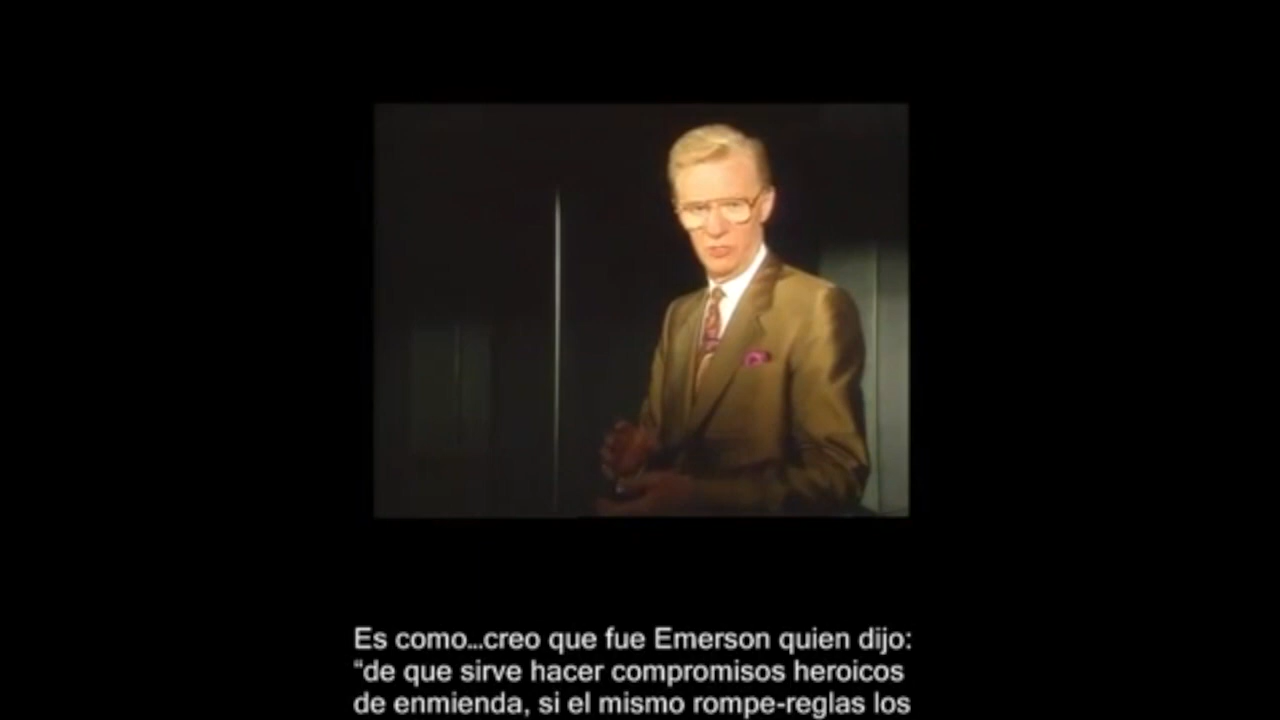 Es como...creo que fue Emerson quien dijo:
“de que sirve hacer compromisos heroicos
de enmienda, si el mismo rompe-reglas los